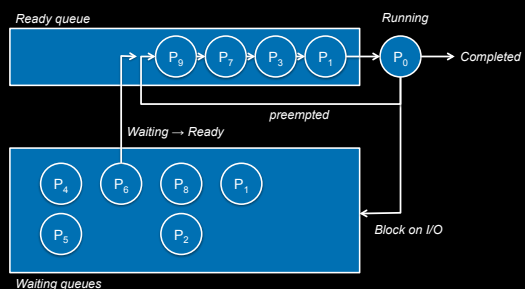 Ready queue
Running
P₉ P₇ P₃ P₁ P₀ Completed
preempted
Waiting → Ready
P₄ P₆ P₈ P₁
P₅ P₂
Block on I/O
Waiting queues